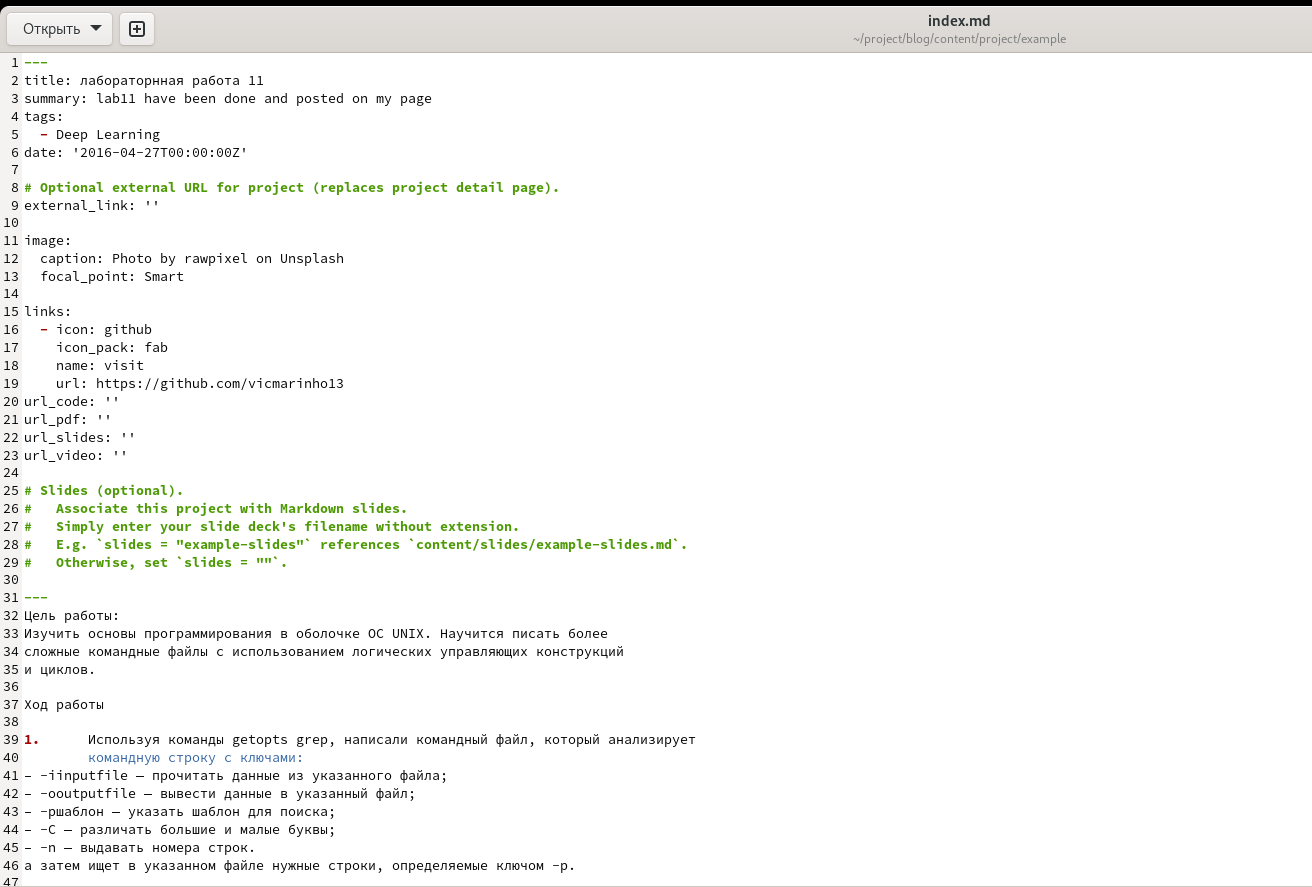 Открыть
index.md
~/project/blog/content/project/example
1 ---
2 title: лабораторнная работа 11
3 summary: lab11 have been done and posted on my page
4 tags:
5   - Deep Learning
6 date: '2016-04-27T00:00:00Z'
7
8 # Optional external URL for project (replaces project detail page).
9 external_link: ''
10
11 image:
12   caption: Photo by rawpixel on Unsplash
13   focal_point: Smart
14
15 links:
16   - icon: github
17     icon_pack: fab
18     name: visit
19     url: https://github.com/vicmarinho13
20 url_code: ''
21 url_pdf: ''
22 url_slides: ''
23 url_video: ''
24
25 # Slides (optional).
26 #   Associate this project with Markdown slides.
27 #   Simply enter your slide deck's filename without extension.
28 #   E.g. `slides = "example-slides"` references `content/slides/example-slides.md`.
29 #   Otherwise, set `slides = ""`.
30
31 ---
32 Цель работы:
33 Изучить основы программирования в оболочке ОС UNIX. Научится писать более
34 сложные командные файлы с использованием логических управляющих конструкций
35 и циклов.
36
37 Ход работы
38
39 1.      Используя команды getopts grep, написали командный файл, который анализирует
40         командную строку с ключами:
41 – -iinputfile — прочитать данные из указанного файла;
42 – -ooutputfile — вывести данные в указанный файл;
43 – -pшаблон — указать шаблон для поиска;
44 – -C — различать большие и малые буквы;
45 – -n — выдавать номера строк.
46 а затем ищет в указанном файле нужные строки, определяемые ключом -p.
47